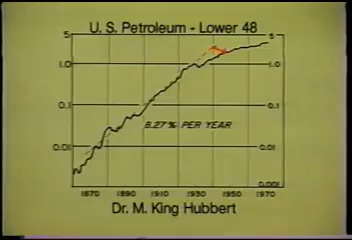 U. S. Petroleum - Lower 48
5 5
1.0 1.0
0.1 0.1
8.27% PER YEAR
0.01 0.01
0.001
1870 1890 1910 1930 1950 1970
Dr. M. King Hubbert